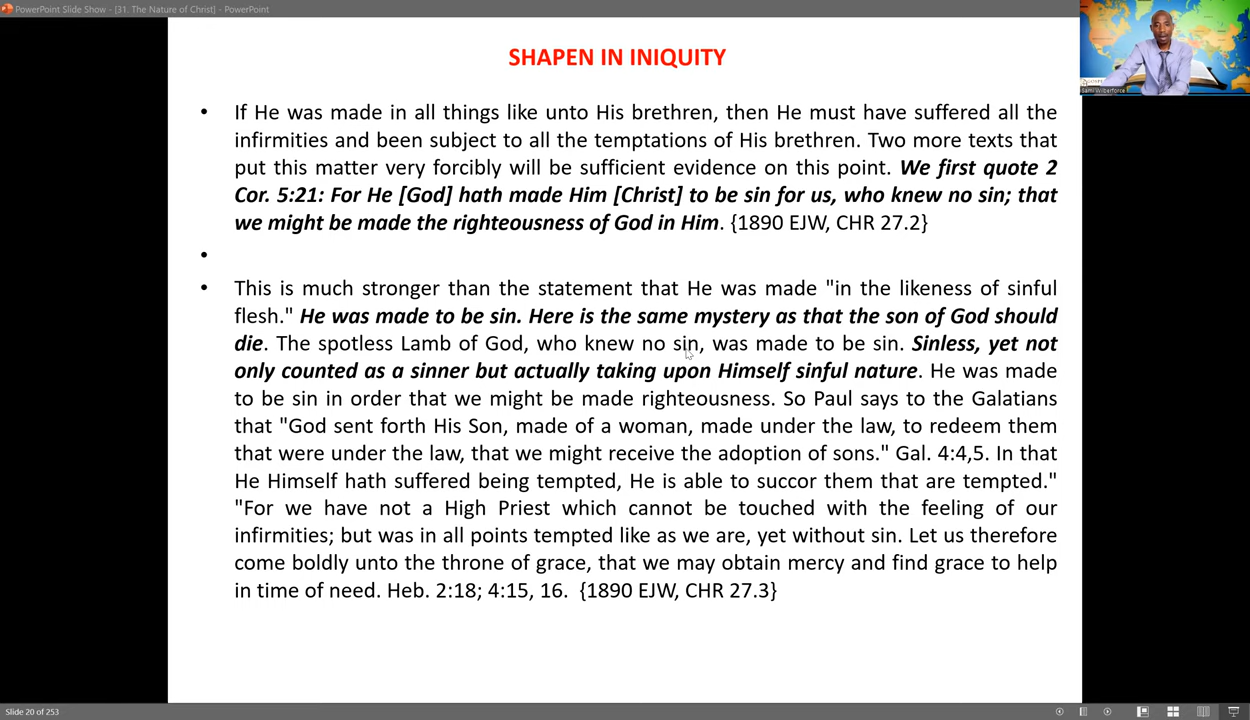 PowerPoint Slide Show - [31. The Nature of Christ] - PowerPoint
SHAPEN IN INIQUITY
• If He was made in all things like unto His brethren, then He must have suffered all the
infirmities and been subject to all the temptations of His brethren. Two more texts that
put this matter very forcibly will be sufficient evidence on this point. We first quote 2
Cor. 5:21: For He [God] hath made Him [Christ] to be sin for us, who knew no sin; that
we might be made the righteousness of God in Him. {1890 EJW, CHR 27.2}
•
• This is much stronger than the statement that He was made "in the likeness of sinful
flesh." He was made to be sin. Here is the same mystery as that the son of God should
die. The spotless Lamb of God, who knew no sin, was made to be sin. Sinless, yet not
only counted as a sinner but actually taking upon Himself sinful nature. He was made
to be sin in order that we might be made righteousness. So Paul says to the Galatians
that "God sent forth His Son, made of a woman, made under the law, to redeem them
that were under the law, that we might receive the adoption of sons." Gal. 4:4,5. In that
He Himself hath suffered being tempted, He is able to succor them that are tempted."
"For we have not a High Priest which cannot be touched with the feeling of our
infirmities; but was in all points tempted like as we are, yet without sin. Let us therefore
come boldly unto the throne of grace, that we may obtain mercy and find grace to help
in time of need. Heb. 2:18; 4:15, 16. {1890 EJW, CHR 27.3}
Sami Wilberforce
Slide 20 of 253